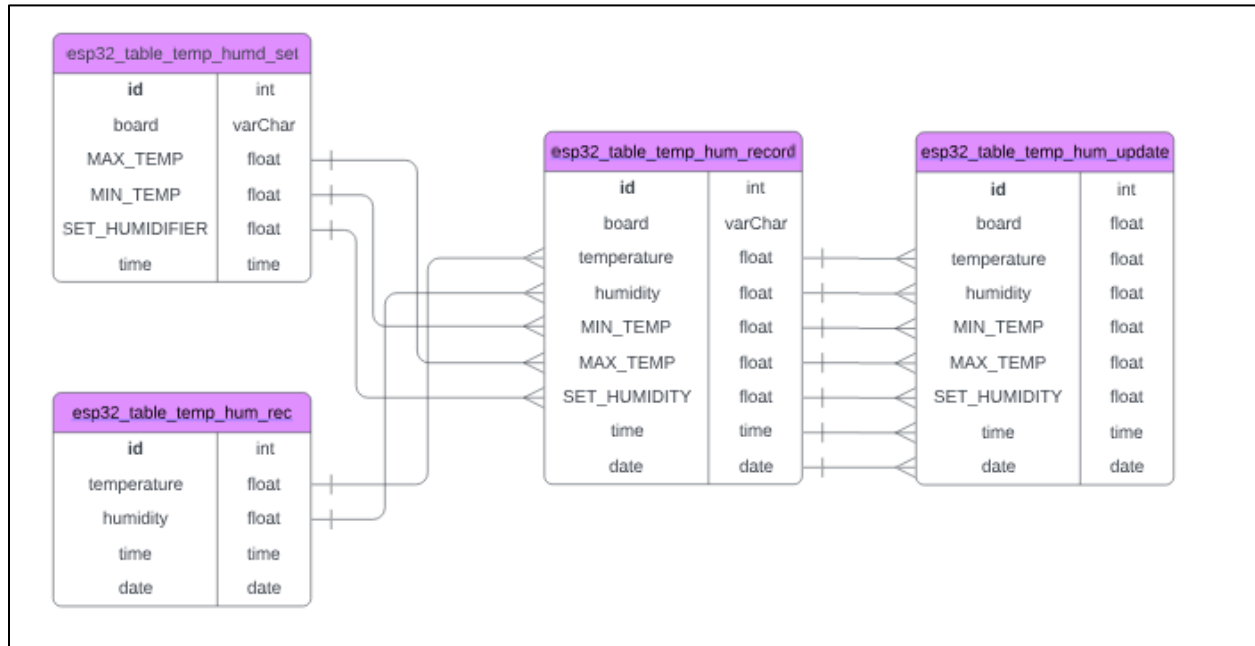 esp32_table_temp_humd_set
id int
board varChar
MAX_TEMP float
MIN_TEMP float
SET_HUMIDIFIER float
time time
esp32_table_temp_hum_rec
id int
temperature float
humidity float
time time
date date
esp32_table_temp_hum_record
id int
board varChar
temperature float
humidity float
MIN_TEMP float
MAX_TEMP float
SET_HUMIDITY float
time time
date date
esp32_table_temp_hum_update
id int
board float
temperature float
humidity float
MIN_TEMP float
MAX_TEMP float
SET_HUMIDITY float
time time
date date